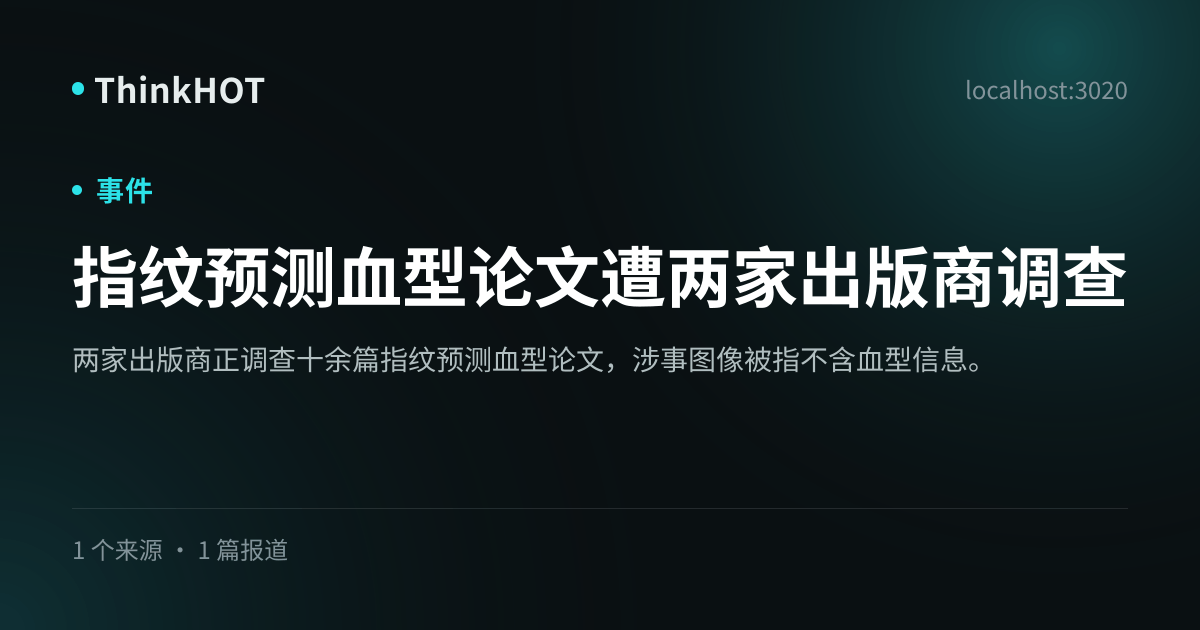 ThinkHOT
localhost:3020
事件
指纹预测血型论文遭两家出版商调查
两家出版商正调查十余篇指纹预测血型论文，涉事图像被指不含血型信息。
1 个来源 · 1 篇报道